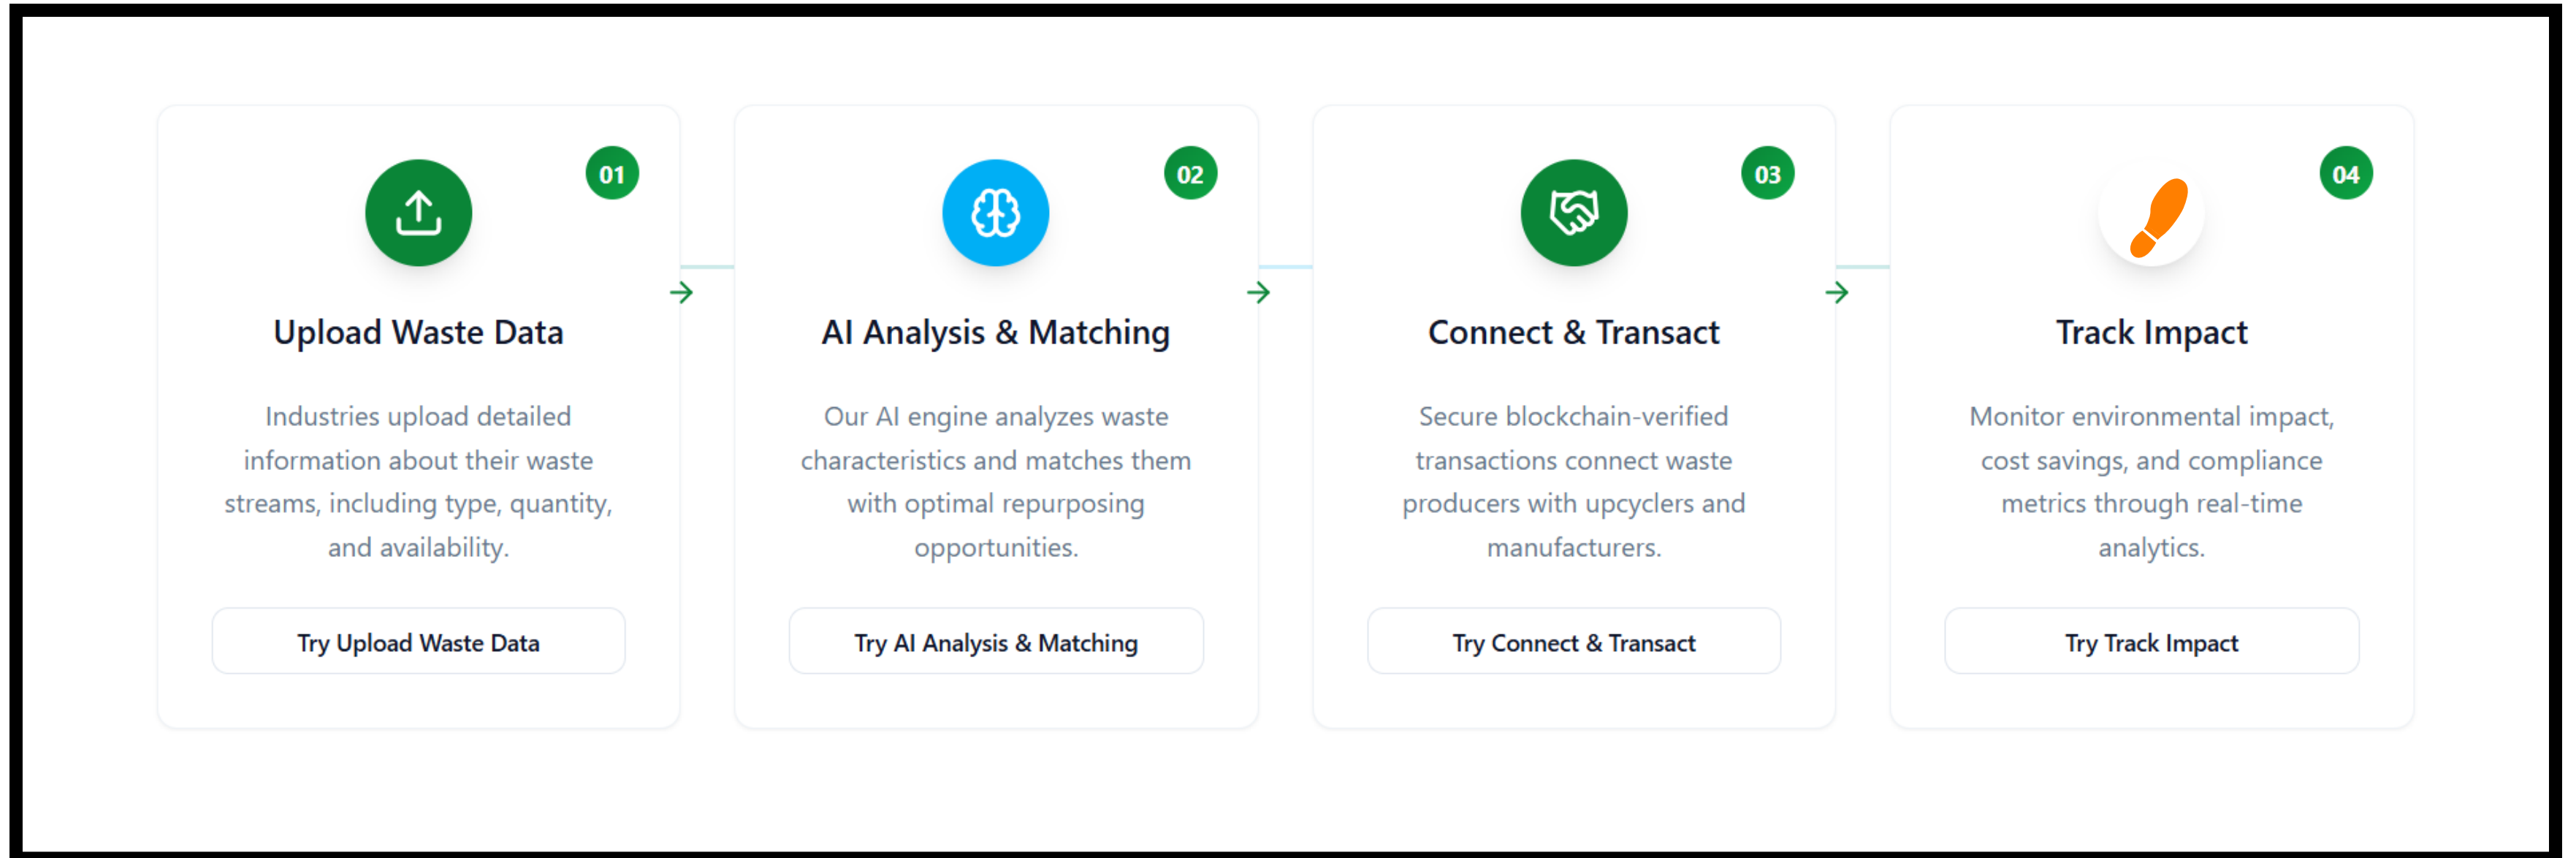 01
Upload Waste Data
Industries upload detailed
information about their waste
streams, including type, quantity,
and availability.
Try Upload Waste Data
02
AI Analysis & Matching
Our AI engine analyzes waste
characteristics and matches them
with optimal repurposing
opportunities.
Try AI Analysis & Matching
03
Connect & Transact
Secure blockchain-verified
transactions connect waste
producers with upcyclers and
manufacturers.
Try Connect & Transact
04
Track Impact
Monitor environmental impact,
cost savings, and compliance
metrics through real-time
analytics.
Try Track Impact